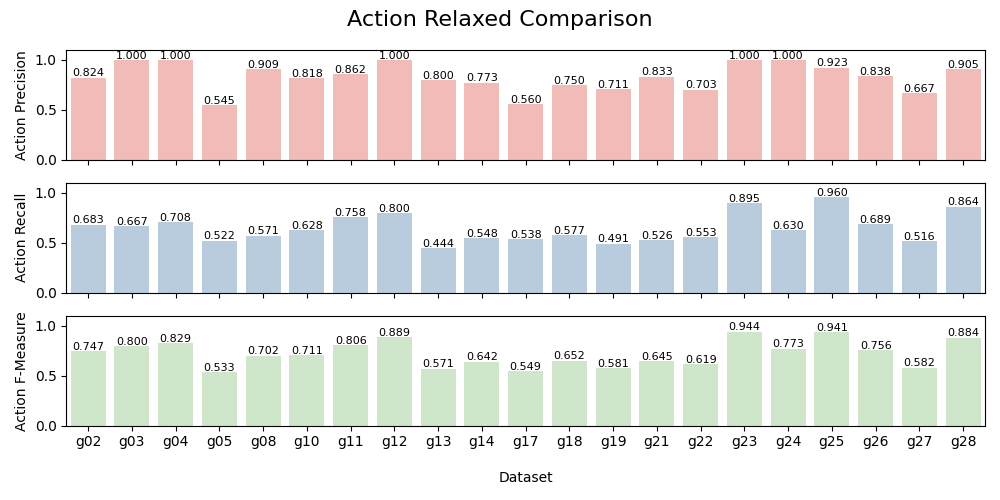 Action Relaxed Comparison
Action Precision
1.0
0.5
0.0
0.824 1.000 1.000 0.545 0.909 0.818 0.862 1.000 0.800 0.773 0.560 0.750 0.711 0.833 0.703 1.000 1.000 0.923 0.838 0.667 0.905
Action Recall
1.0
0.5
0.0
0.683 0.667 0.708 0.522 0.571 0.628 0.758 0.800 0.444 0.548 0.538 0.577 0.491 0.526 0.553 0.895 0.630 0.960 0.689 0.516 0.864
Action F-Measure
1.0
0.5
0.0
0.747 0.800 0.829 0.533 0.702 0.711 0.806 0.889 0.571 0.642 0.549 0.652 0.581 0.645 0.619 0.944 0.773 0.941 0.756 0.582 0.884
g02 g03 g04 g05 g08 g10 g11 g12 g13 g14 g17 g18 g19 g21 g22 g23 g24 g25 g26 g27 g28
Dataset